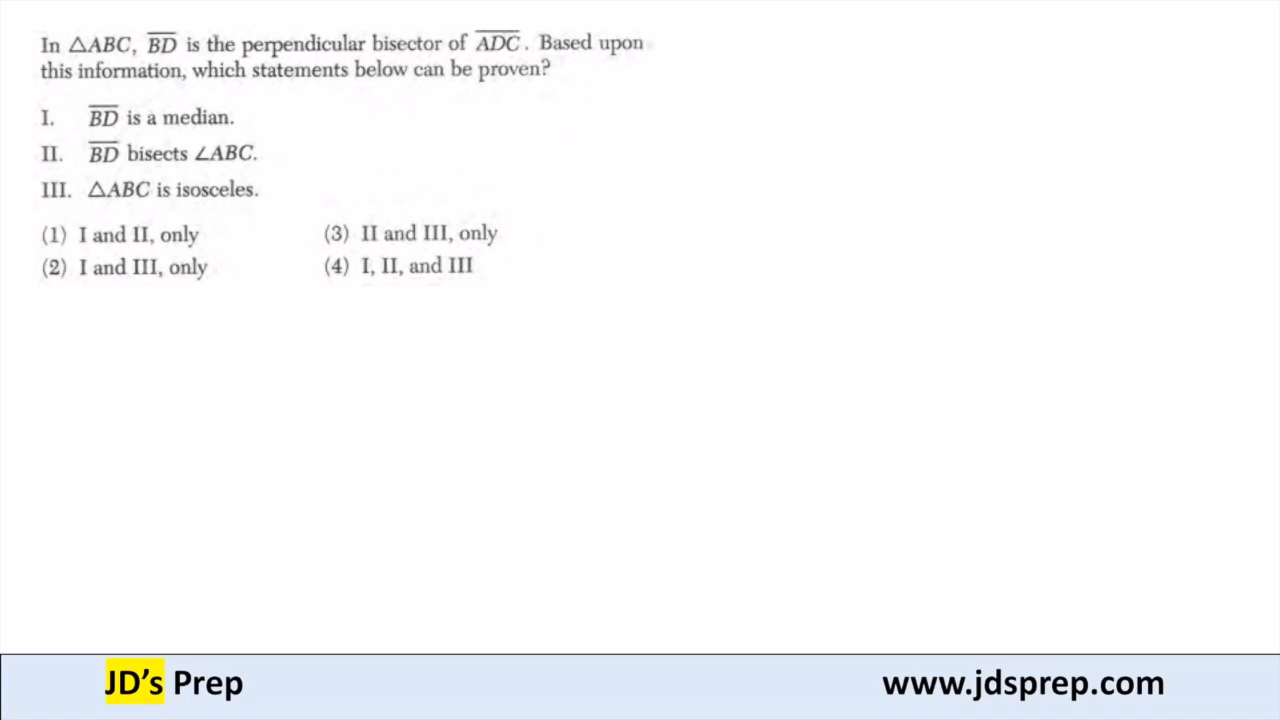 In △ABC, BD is the perpendicular bisector of ADC. Based upon
this information, which statements below can be proven?
I. BD is a median.
II. BD bisects ∠ABC.
III. △ABC is isosceles.
(1) I and II, only (3) II and III, only
(2) I and III, only (4) I, II, and III
JD's Prep www.jdsprep.com